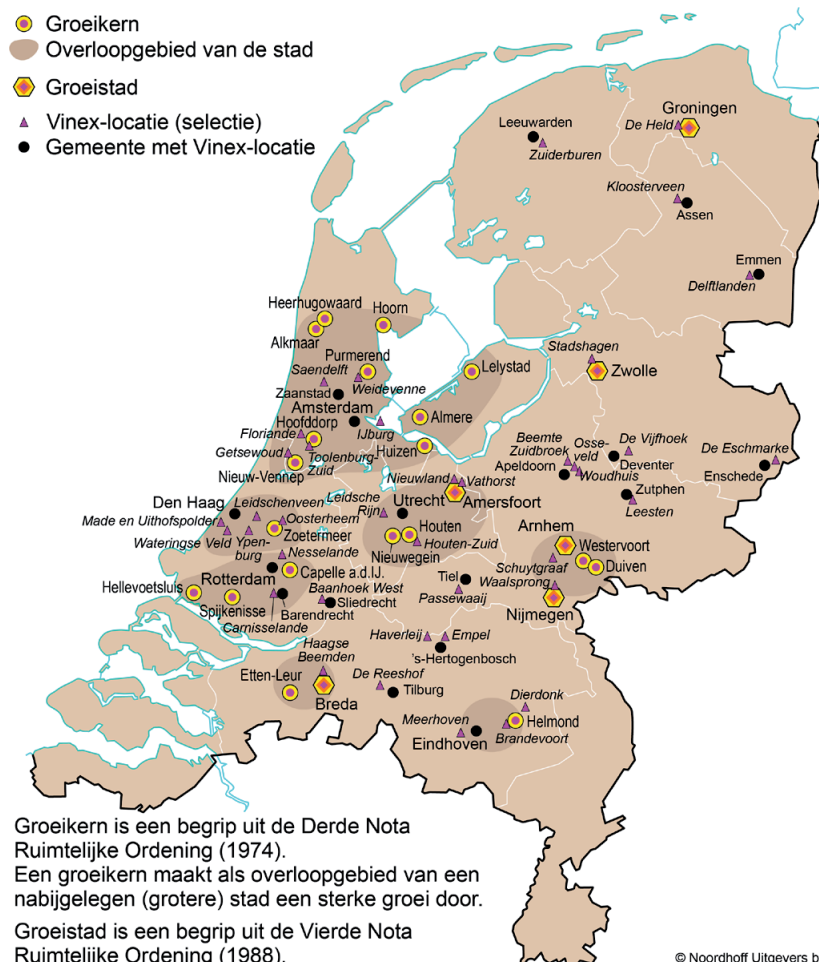 Groeikern
Overloopgebied van de stad
Groeistad
Vinex-locatie (selectie)
Gemeente met Vinex-locatie
Groningen
De Held
Leeuwarden
Zuiderburen
Kloosterveen
Assen
Emmen
Delftlanden
Heerhugowaard
Hoorn
Alkmaar
Purmerend
Saendelft
Weidevenne
Zaanstad
Lelystad
Stadshagen
Zwolle
Amsterdam
Hoofddorp
Almere
Floriande
IJburg
Huizen
Getsewoud
Toolenburg-
Zuid
Nieuw-Vennep
Beemte
Zuidbroek
Osse-
veld
De Vijfhoek
De Eschmarke
Apeldoorn
Deventer
Woudhuis
Enschede
Zutphen
Leesten
Nieuwland
Vathorst
Den Haag
Leidschenveen
Leidsche
Rijn
Utrecht
Amersfoort
Made en Uithofspolder
Oosterheem
Zoetermeer
Wateringse Veld
Ypen-
burg
Houten
Houten-Zuid
Nieuwegein
Arnhem
Westervoort
Duiven
Nesselande
Rotterdam
Capelle a.d.IJ.
Schuytgraaf
Waalsprong
Hellevoetsluis
Spijkenisse
Baanhoek West
Sliedrecht
Barendrecht
Carnisselande
Tiel
Passewaaij
Nijmegen
Haverleij
Empel
's-Hertogenbosch
Haagse
Beemden
Etten-Leur
Breda
De Reeshof
Tilburg
Dierdonk
Meerhoven
Helmond
Eindhoven
Brandevoort
Groeikern is een begrip uit de Derde Nota
Ruimtelijke Ordening (1974).
Een groeikern maakt als overloopgebied van een
nabijgelegen (grotere) stad een sterke groei door.
Groeistad is een begrip uit de Vierde Nota
Ruimtelijke Ordening (1988).
© Noordhoff Uitgevers b